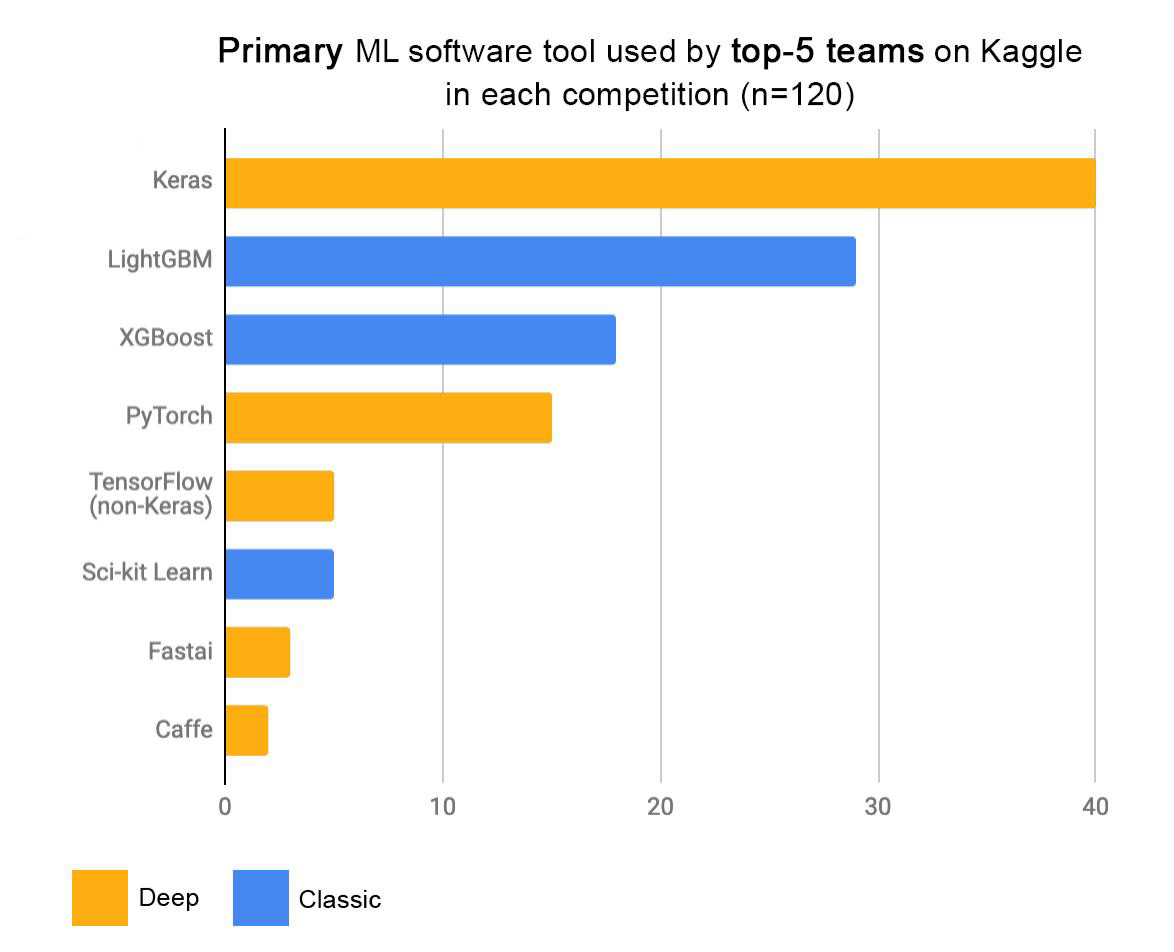 Primary ML software tool used by top-5 teams on Kaggle
in each competition (n=120)
Keras
LightGBM
XGBoost
PyTorch
TensorFlow
(non-Keras)
Sci-kit Learn
Fastai
Caffe
0 10 20 30 40
Deep Classic